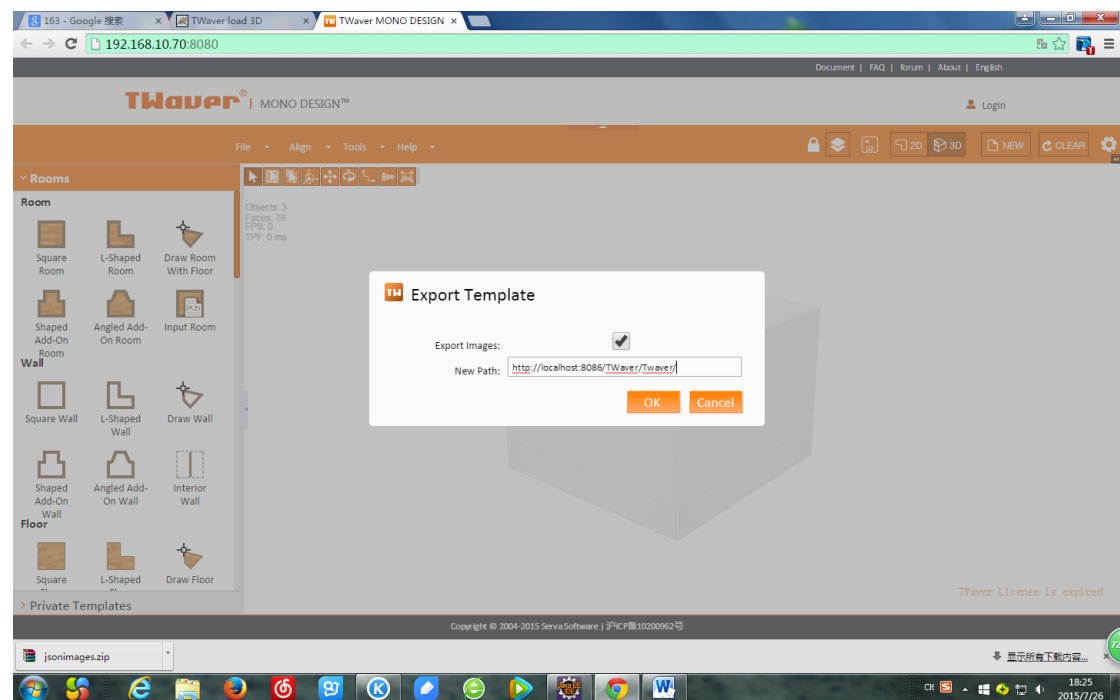 163 - Google 搜索
TWaver load 3D
TWaver MONO DESIGN
192.168.10.70:8080
Document | FAQ | forum | About | English
TWaver® | MONO DESIGN™
Login
File Align Tools Help
2D 3D NEW CLEAR
Rooms
Objects: 3
Faces: 76
FPS: 0
TPF: 0 ms
Room
Square Room
L-Shaped Room
Draw Room With Floor
Shaped Add-On Room
Angled Add-On Room
Input Room
Wall
Square Wall
L-Shaped Wall
Draw Wall
Shaped Add-On Wall
Angled Add-On Wall
Interior Wall
Floor
Square
L-Shaped
Draw Floor
Private Templates
Export Template
Export Images:
New Path: http://localhost:8086/TWaver/Twaver/
OK Cancel
TWaver License is expired
Copyright © 2004-2015 Serva Software | 沪ICP备10200962号
jsonimages.zip
显示所有下载内容...
72
CH
18:25
2015/7/26